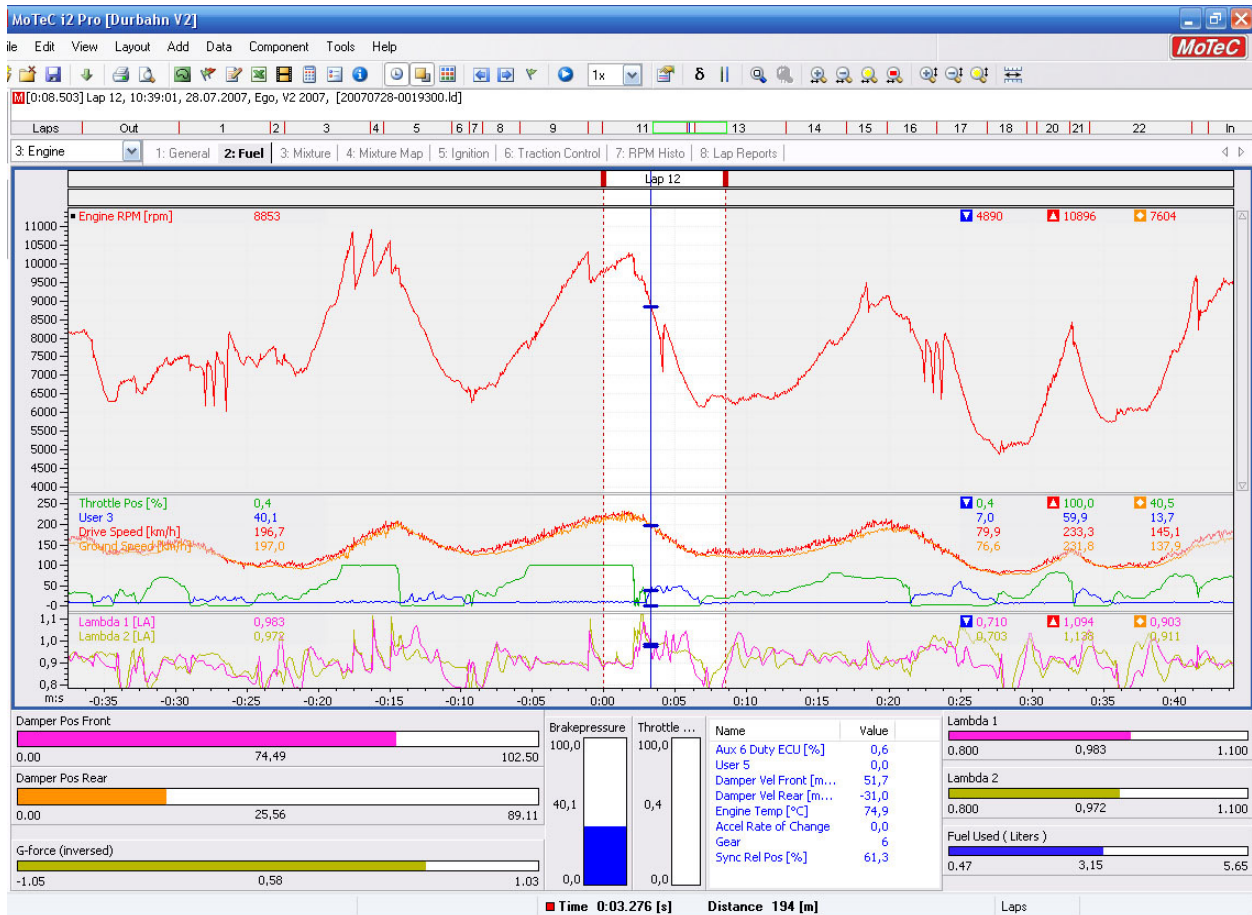 MoTeC i2 Pro [Durbahn V2]
ile Edit View Layout Add Data Component Tools Help
MoTeC
1x δ
M [0:08.503] Lap 12, 10:39:01, 28.07.2007, Ego, V2 2007, [20070728-0019300.ld]
Laps Out 1 2 3 4 5 6 7 8 9 11 13 14 15 16 17 18 20 21 22 In
3: Engine 1: General 2: Fuel 3: Mixture 4: Mixture Map 5: Ignition 6: Traction Control 7: RPM Histo 8: Lap Reports
Lap 12
Engine RPM [rpm] 8853 4890 10896 7604
11000
10500
10000
9500
9000
8500
8000
7500
7000
6500
6000
5500
5000
4500
4000
250 Throttle Pos [%] 0,4 0,4 100,0 40,5
User 3 40,1 7,0 59,9 13,7
200 Drive Speed [km/h] 196,7 79,9 233,3 145,1
150 Ground Speed [km/h] 197,0 76,6 231,8 137,9
100
50
-0
1,1 Lambda 1 [LA] 0,983 0,710 1,094 0,903
1,0 Lambda 2 [LA] 0,972 0,703 1,138 0,911
0,9
0,8
m:s -0:35 -0:30 -0:25 -0:20 -0:15 -0:10 -0:05 0:00 0:05 0:10 0:15 0:20 0:25 0:30 0:35 0:40
Damper Pos Front
0.00 74,49 102.50
Damper Pos Rear
0.00 25,56 89.11
G-force (inversed)
-1.05 0,58 1.03
Brakepressure
100,0
40,1
0,0
Throttle ...
100,0
0,4
0,0
Name Value
Aux 6 Duty ECU [%] 0,6
User 5 0,0
Damper Vel Front [m... 51,7
Damper Vel Rear [m... -31,0
Engine Temp [°C] 74,9
Accel Rate of Change 0,0
Gear 6
Sync Rel Pos [%] 61,3
Lambda 1
0.800 0,983 1.100
Lambda 2
0.800 0,972 1.100
Fuel Used ( Liters )
0.47 3,15 5.65
Time 0:03.276 [s] Distance 194 [m] Laps